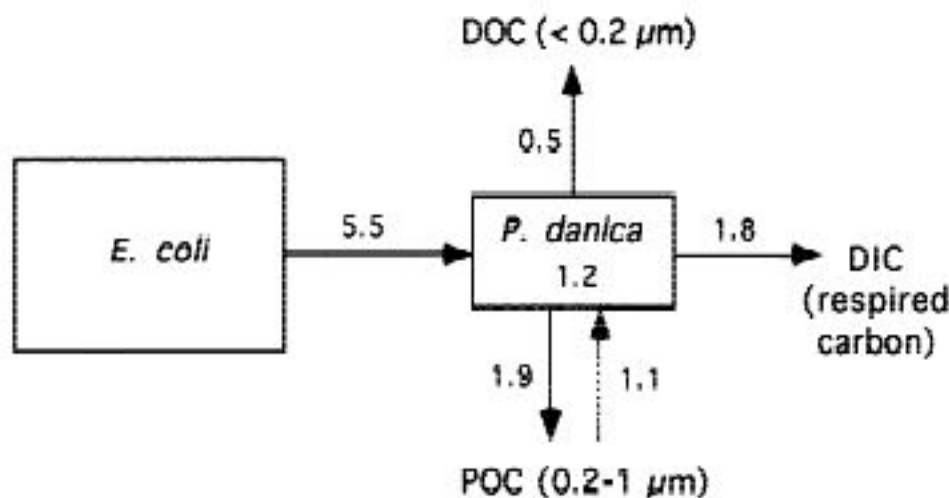 DOC (< 0.2 µm)
0.5
E. coli
5.5
P. danica
1.2
1.8
DIC
(respired
carbon)
1.9
1.1
POC (0.2-1 µm)